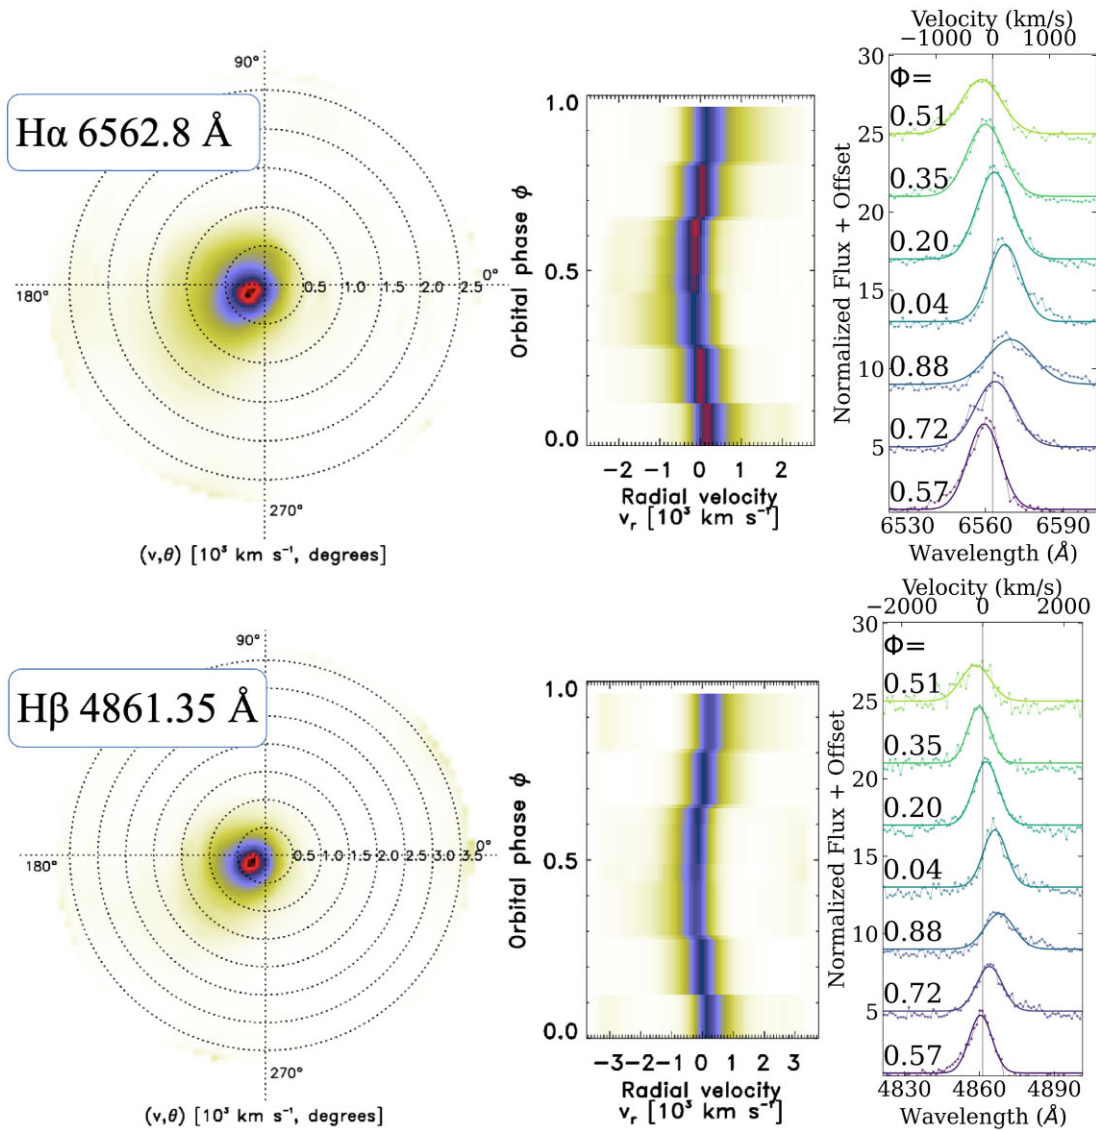 90°
Hα 6562.8 Å
180°
0°
0.5 1.0 1.5 2.0 2.5
270°
(v,θ) [10³ km s⁻¹, degrees]
Orbital phase ϕ
1.0
0.5
0.0
−2 −1 0 1 2
Radial velocity
vᵣ [10³ km s⁻¹]
Velocity (km/s)
−1000 0 1000
Normalized Flux + Offset
30
25
20
15
10
5
Φ=
0.51
0.35
0.20
0.04
0.88
0.72
0.57
6530 6560 6590
Wavelength (Å)
90°
Hβ 4861.35 Å
180°
0°
0.5 1.0 1.5 2.0 2.5 3.0 3.5
270°
(v,θ) [10³ km s⁻¹, degrees]
Orbital phase ϕ
1.0
0.5
0.0
−3 −2 −1 0 1 2 3
Radial velocity
vᵣ [10³ km s⁻¹]
Velocity (km/s)
−2000 0 2000
Normalized Flux + Offset
30
25
20
15
10
5
Φ=
0.51
0.35
0.20
0.04
0.88
0.72
0.57
4830 4860 4890
Wavelength (Å)